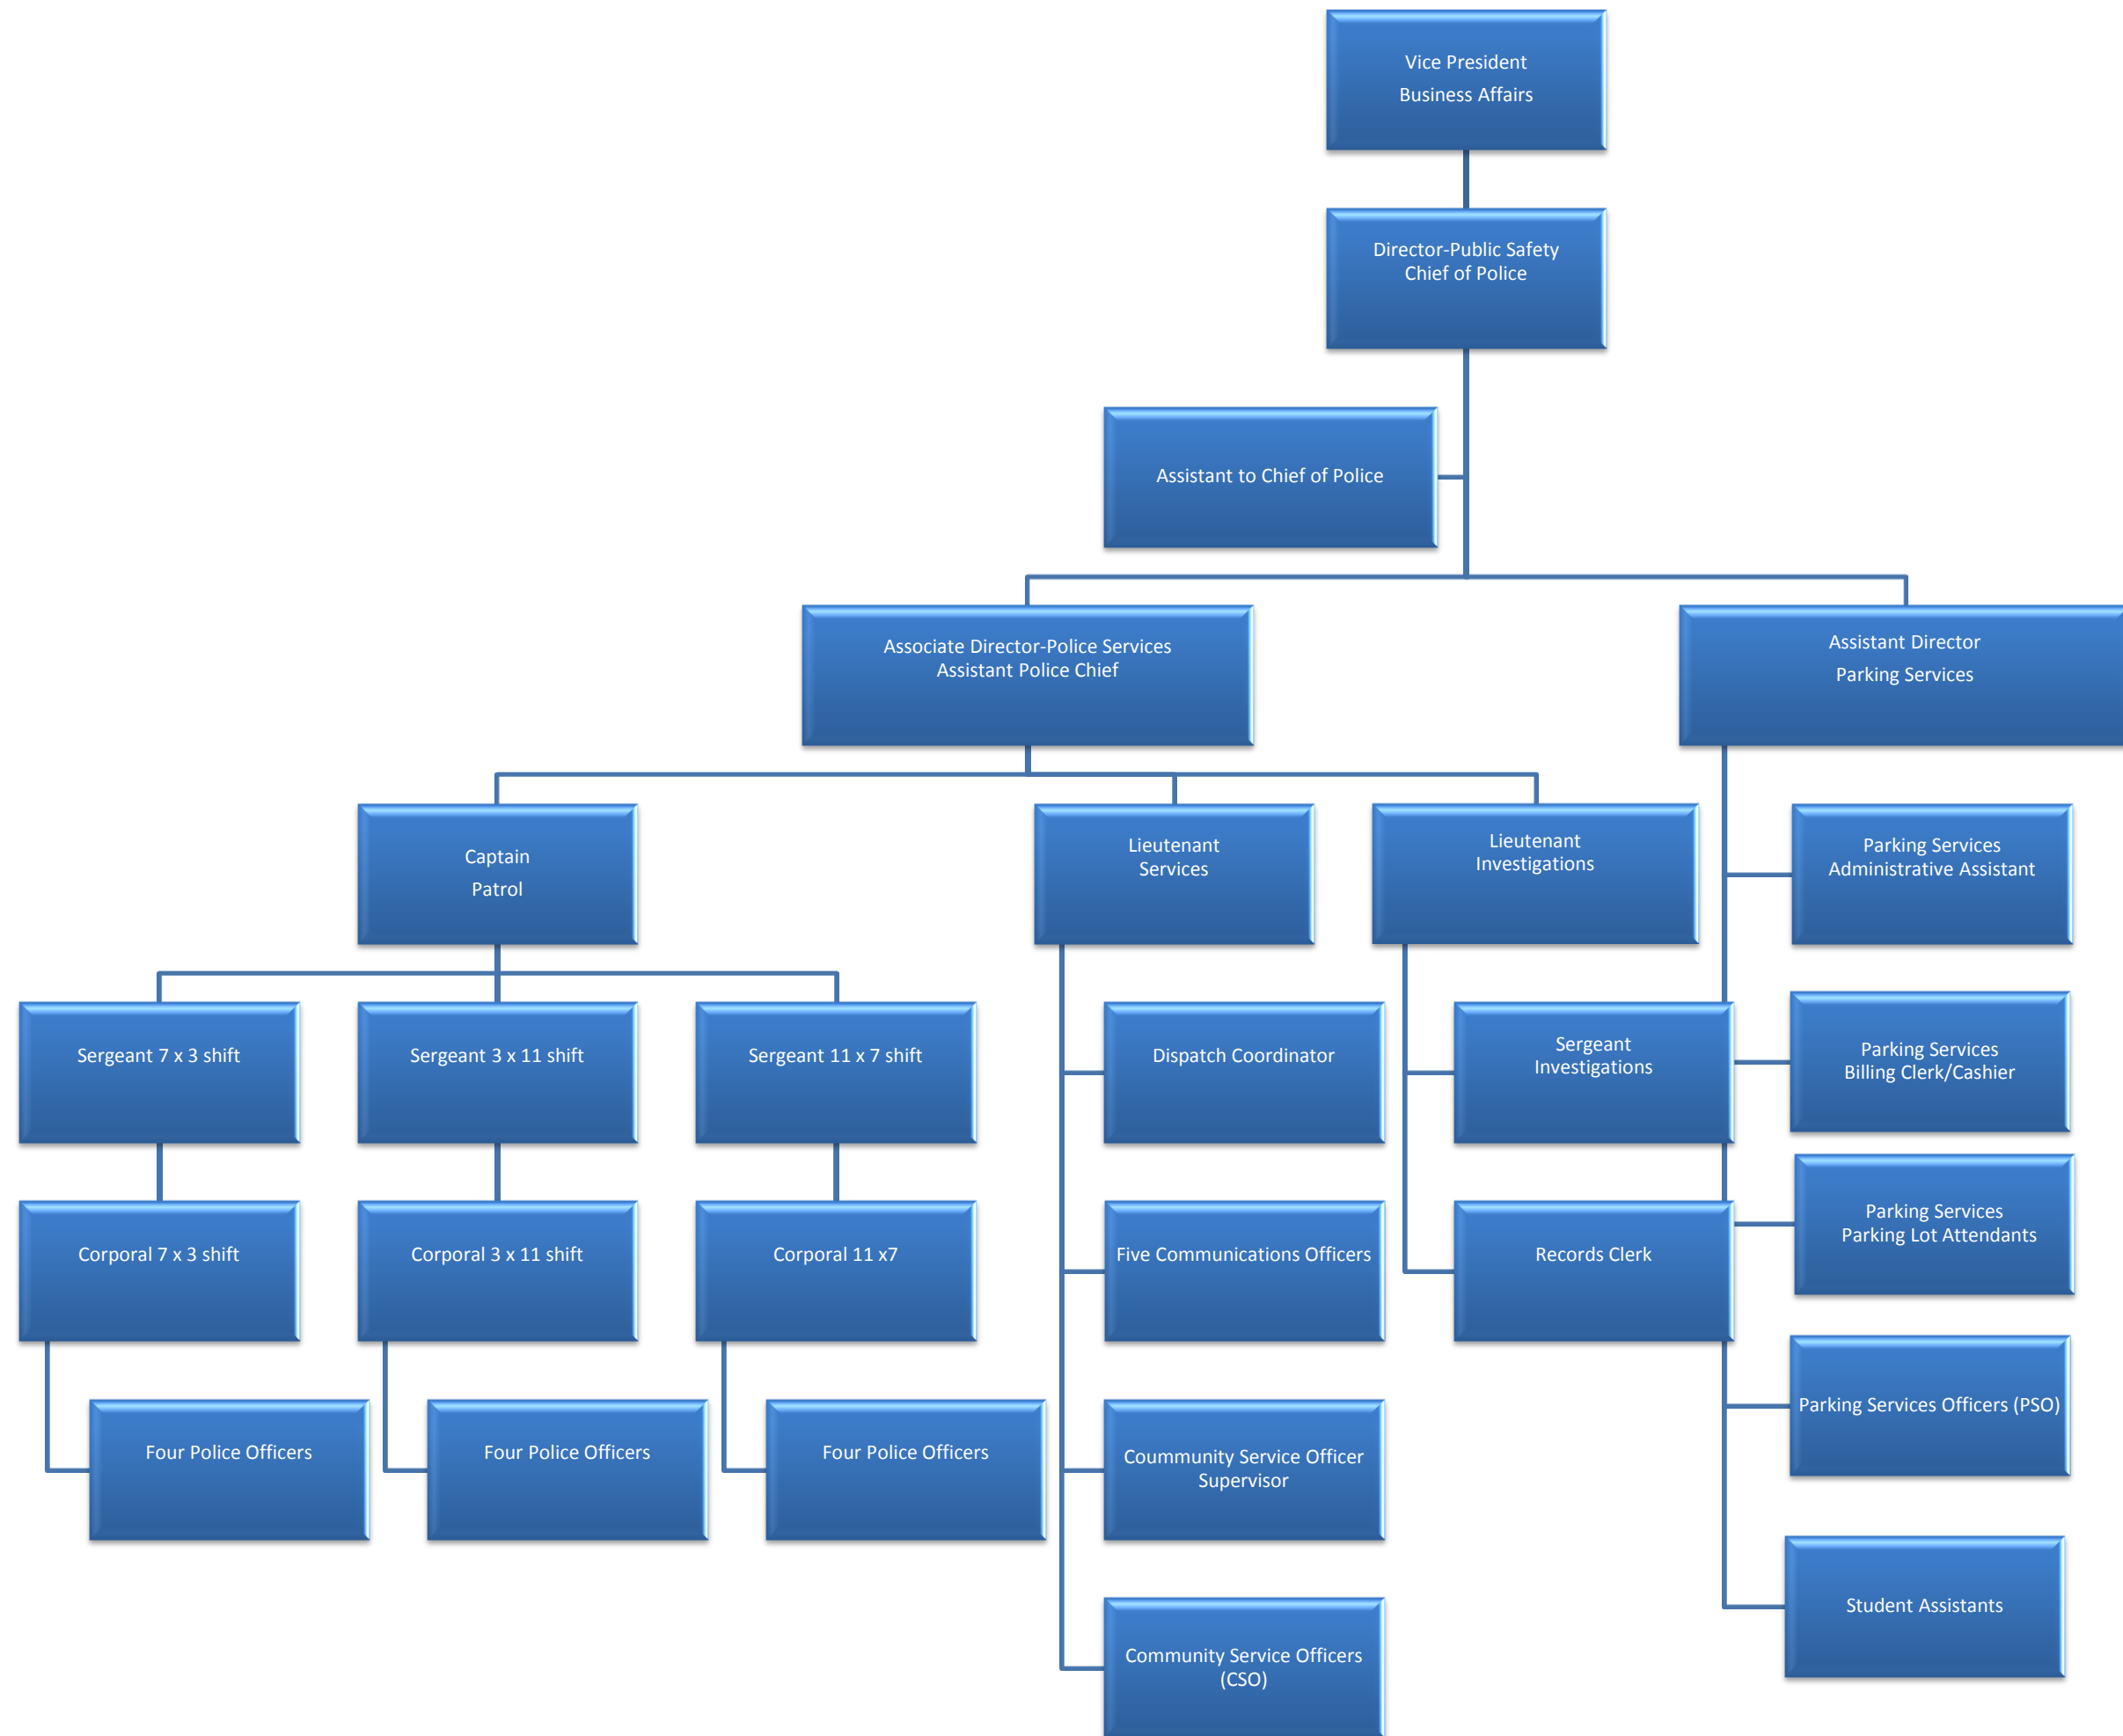 Vice President
Business Affairs
Director-Public Safety
Chief of Police
Assistant to Chief of Police
Associate Director-Police Services
Assistant Police Chief
Assistant Director
Parking Services
Captain
Patrol
Lieutenant
Services
Lieutenant
Investigations
Parking Services
Administrative Assistant
Sergeant 7 x 3 shift
Sergeant 3 x 11 shift
Sergeant 11 x 7 shift
Dispatch Coordinator
Sergeant
Investigations
Parking Services
Billing Clerk/Cashier
Corporal 7 x 3 shift
Corporal 3 x 11 shift
Corporal 11 x7
Five Communications Officers
Records Clerk
Parking Services
Parking Lot Attendants
Four Police Officers
Four Police Officers
Four Police Officers
Coummunity Service Officer
Supervisor
Parking Services Officers (PSO)
Community Service Officers
(CSO)
Student Assistants